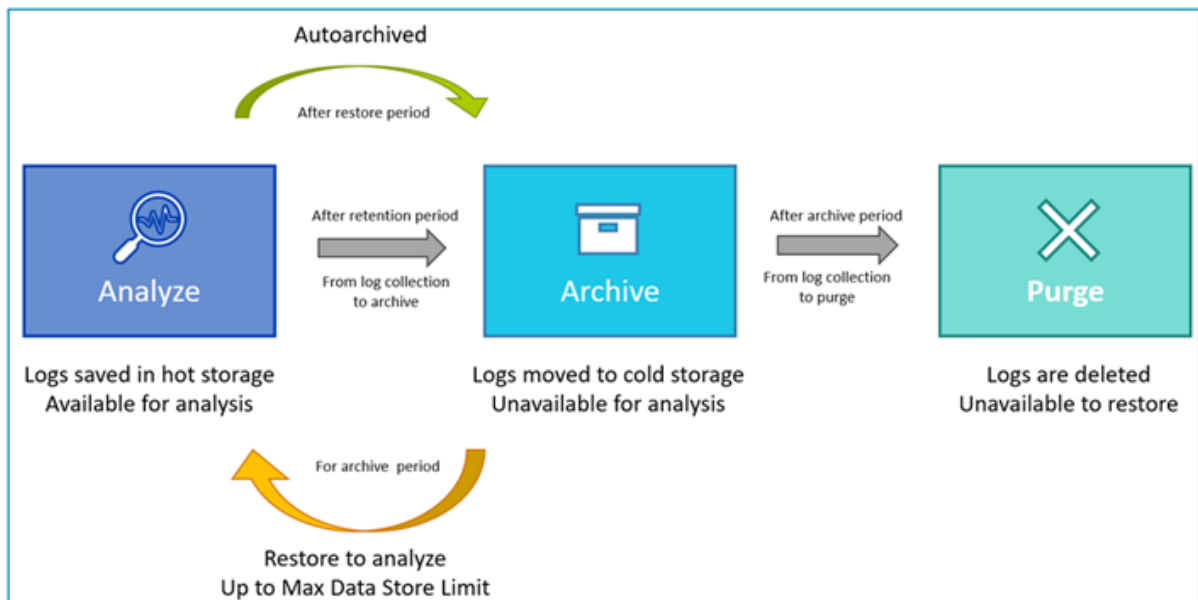 Autoarchived
After restore period
Analyze
After retention period
From log collection
to archive
Archive
After archive period
From log collection
to purge
Purge
Logs saved in hot storage
Available for analysis
Logs moved to cold storage
Unavailable for analysis
Logs are deleted
Unavailable to restore
For archive period
Restore to analyze
Up to Max Data Store Limit